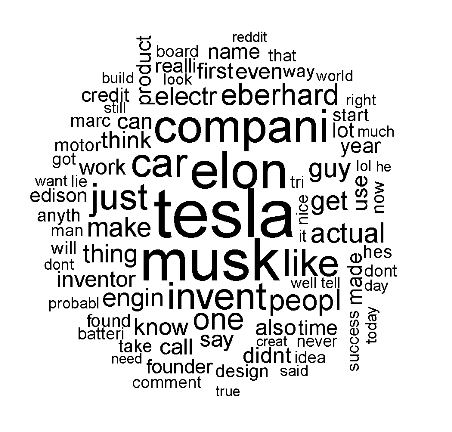 reddit
product board name that
realli first even way world
build look
credit electr eberhard right
still
marc can compani start
lot much
motor think year
got work car elon guy lol he
want lie tri use now
edison just tesla nice get
anyth
man make it actual
will thing musk like hes
dont dont
inventor well tell made day
probabl engin invent peopl
found know one also time success today
batteri say creat never
take call didnt idea
need founder design said
comment
true